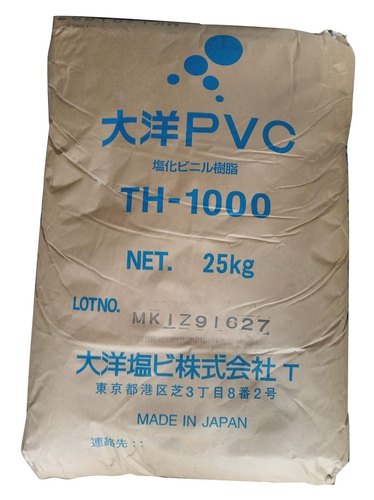 大洋PVC
塩化ビニル樹脂
TH-1000
NET. 25kg
LOTNO. MK1Z91627
大洋塩ビ株式会社 T
東京都港区芝3丁目8番2号
MADE IN JAPAN
連絡先：